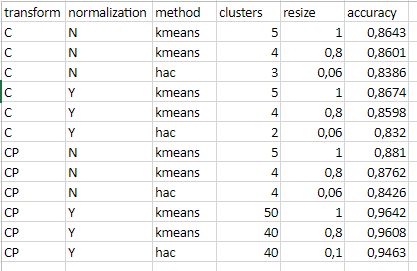 transform normalization method clusters resize accuracy
C N kmeans 5 1 0,8643
C N kmeans 4 0,8 0,8601
C N hac 3 0,06 0,8386
C Y kmeans 5 1 0,8674
C Y kmeans 4 0,8 0,8598
C Y hac 2 0,06 0,832
CP N kmeans 5 1 0,881
CP N kmeans 4 0,8 0,8762
CP N hac 4 0,06 0,8426
CP Y kmeans 50 1 0,9642
CP Y kmeans 40 0,8 0,9608
CP Y hac 40 0,1 0,9463